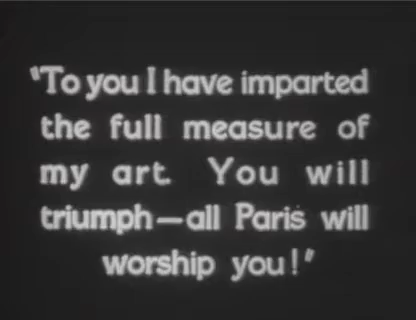 "To you I have imparted
the full measure of
my art. You will
triumph—all Paris will
worship you!"